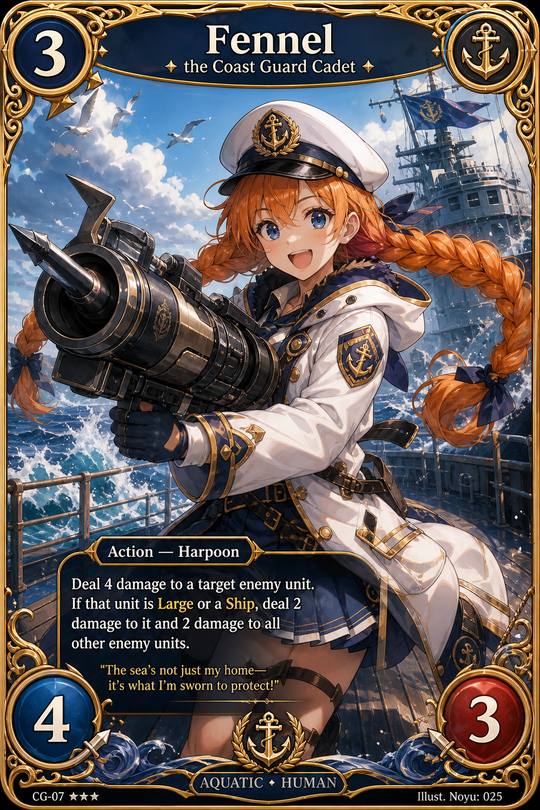 3
Fennel
✦ the Coast Guard Cadet ✦
Action — Harpoon
Deal 4 damage to a target enemy unit.
If that unit is Large or a Ship, deal 2
damage to it and 2 damage to all
other enemy units.
"The sea's not just my home—
it's what I'm sworn to protect!"
4
3
AQUATIC ✦ HUMAN
CG-07 ★★★
Illust. Noyu: 025